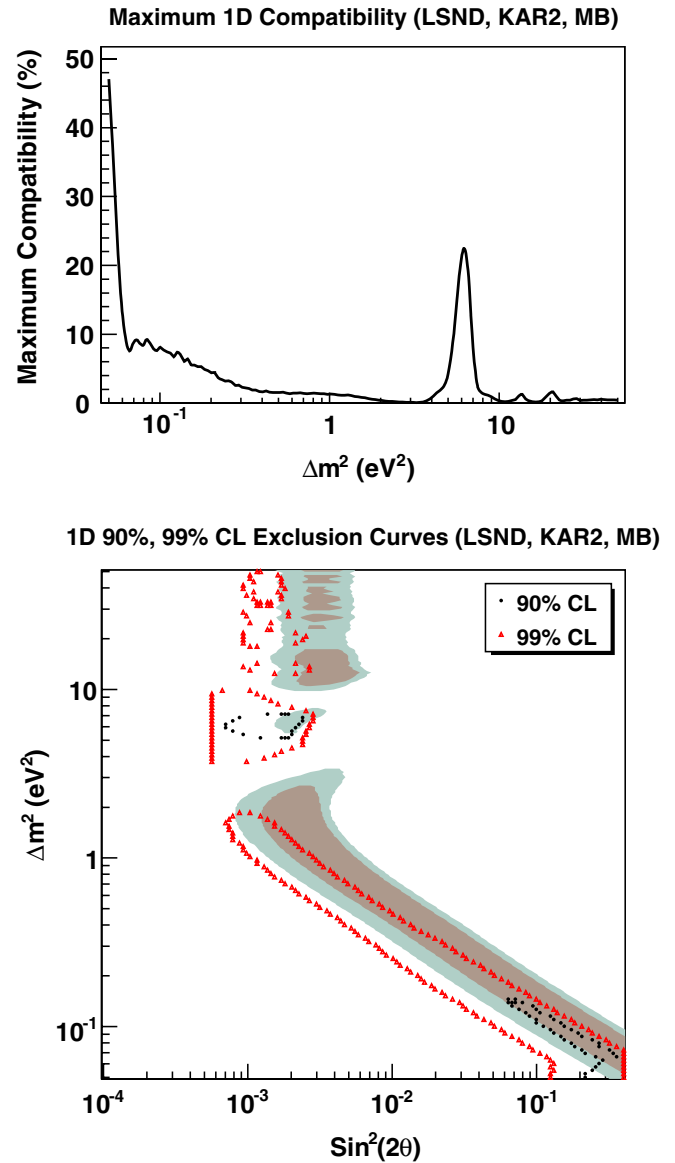 Maximum 1D Compatibility (LSND, KAR2, MB)
Maximum Compatibility (%)
50
40
30
20
10
0
10⁻¹
1
10
Δm² (eV²)
1D 90%, 99% CL Exclusion Curves (LSND, KAR2, MB)
90% CL
99% CL
Δm² (eV²)
10
1
10⁻¹
10⁻⁴
10⁻³
10⁻²
10⁻¹
Sin²(2θ)